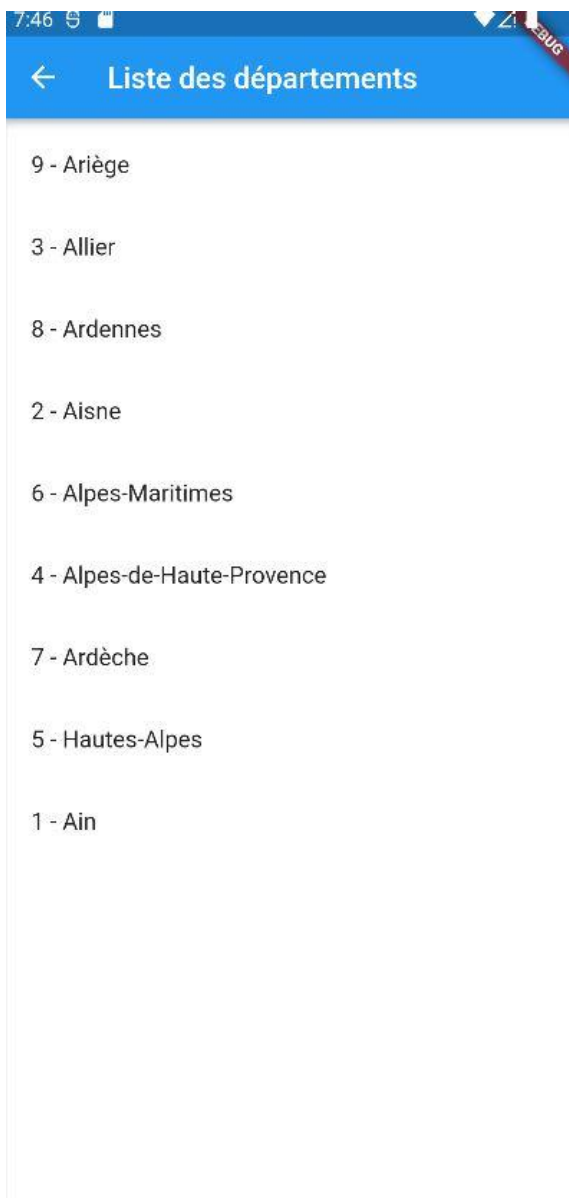 7:46
Liste des départements
9 - Ariège
3 - Allier
8 - Ardennes
2 - Aisne
6 - Alpes-Maritimes
4 - Alpes-de-Haute-Provence
7 - Ardèche
5 - Hautes-Alpes
1 - Ain